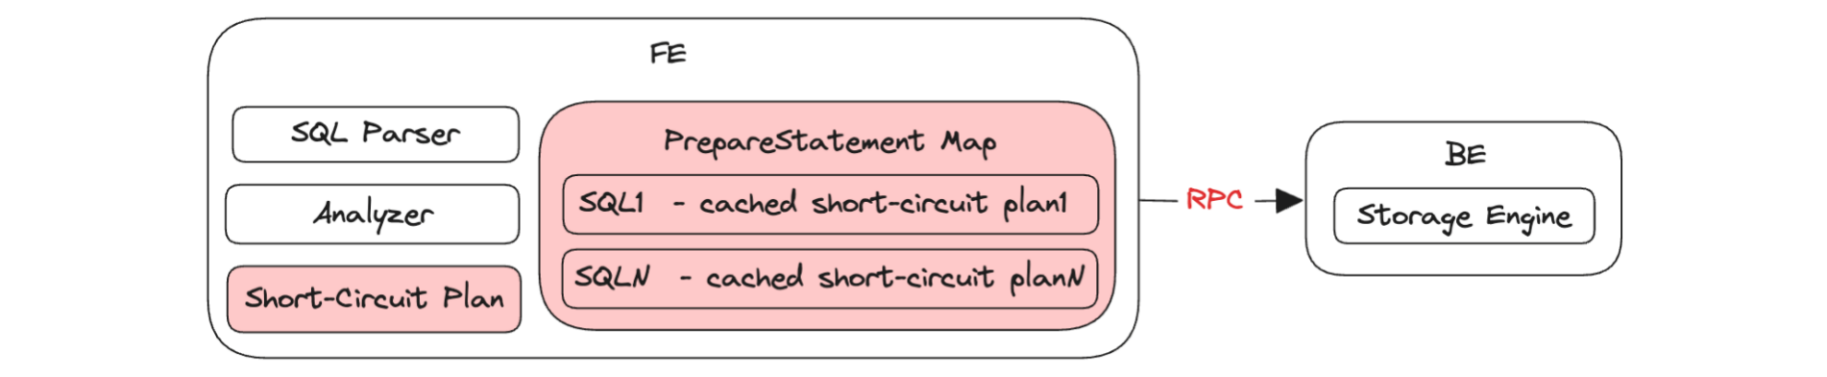 FE
SQL Parser
Analyzer
Short-Circuit Plan
PrepareStatement Map
SQL1 - cached short-circuit plan1
SQLN - cached short-circuit planN
RPC
BE
Storage Engine